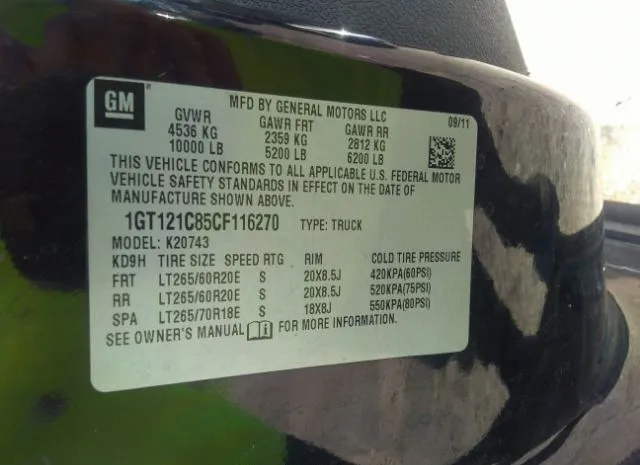 GM
MFD BY GENERAL MOTORS LLC
09/11
GVWR GAWR FRT GAWR RR
4536 KG 2359 KG 2812 KG
10000 LB 5200 LB 6200 LB
THIS VEHICLE CONFORMS TO ALL APPLICABLE U.S. FEDERAL MOTOR
VEHICLE SAFETY STANDARDS IN EFFECT ON THE DATE OF
MANUFACTURE SHOWN ABOVE.
1GT121C85CF116270 TYPE: TRUCK
MODEL: K20743
KD9H TIRE SIZE SPEED RTG RIM COLD TIRE PRESSURE
FRT LT265/60R20E S 20X8.5J 420KPA(60PSI)
RR LT265/60R20E S 20X8.5J 520KPA(75PSI)
SPA LT265/70R18E S 18X8J 550KPA(80PSI)
SEE OWNER'S MANUAL FOR MORE INFORMATION.